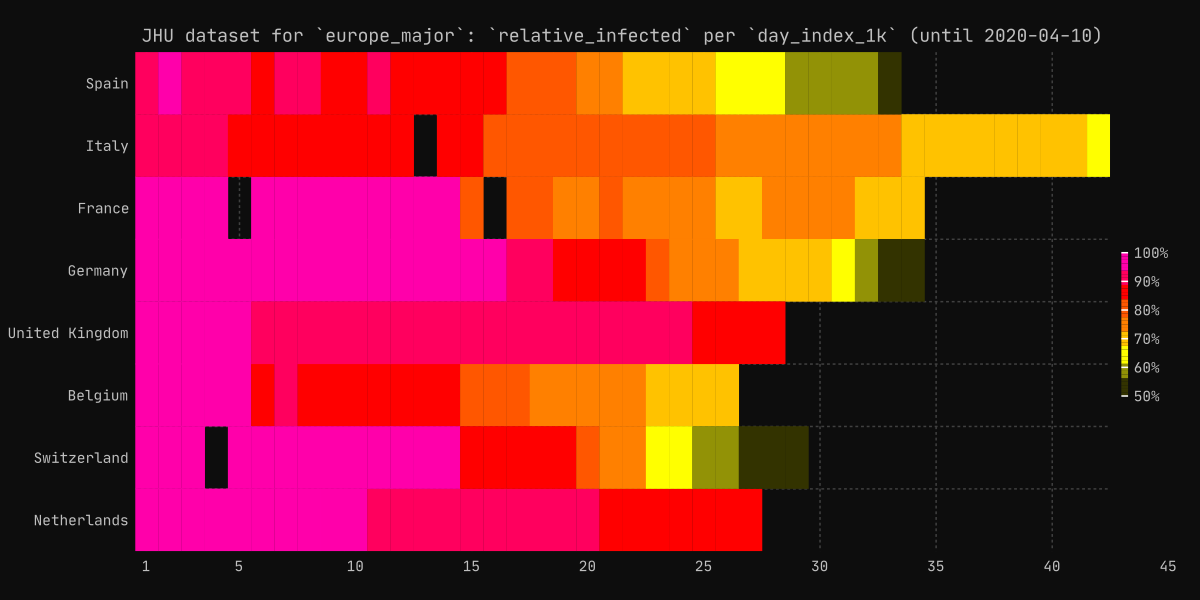 JHU dataset for `europe_major`: `relative_infected` per `day_index_1k` (until 2020-04-10)
Spain
Italy
France
Germany
United Kingdom
Belgium
Switzerland
Netherlands
100%
90%
80%
70%
60%
50%
1 5 10 15 20 25 30 35 40 45